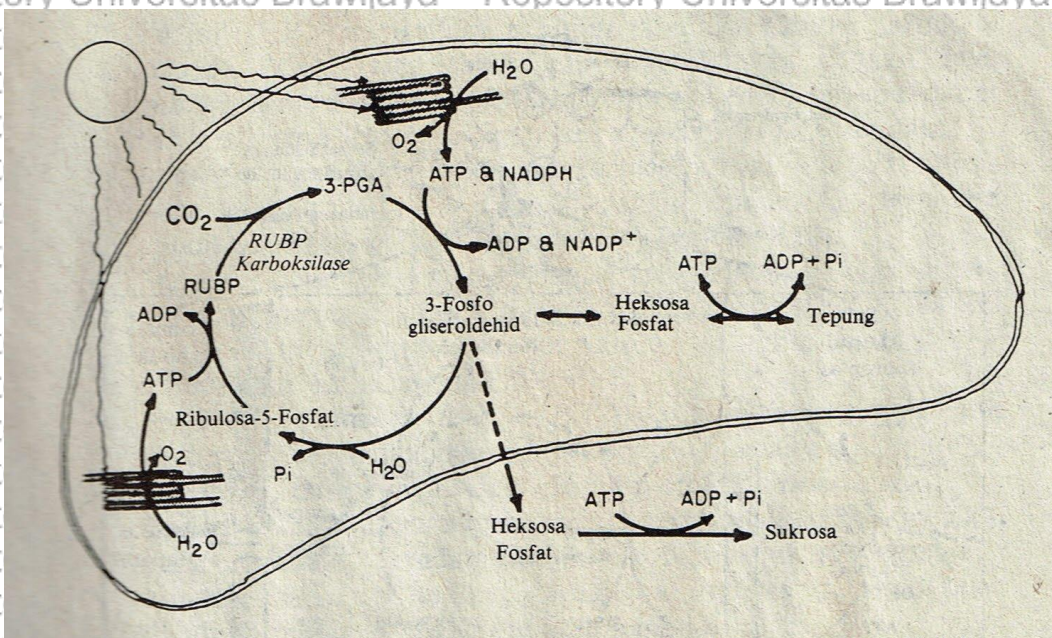 Repository Universitas Brawijaya
H₂O
O₂
ATP & NADPH
3-PGA
CO₂
RUBP
Karboksilase
ADP & NADP⁺
RUBP
ADP
3-Fosfo
gliseroldehid
ATP
ADP + Pi
Heksosa
Fosfat
Tepung
ATP
Ribulosa-5-Fosfat
O₂
Pi
H₂O
H₂O
ATP
ADP + Pi
Heksosa
Fosfat
Sukrosa